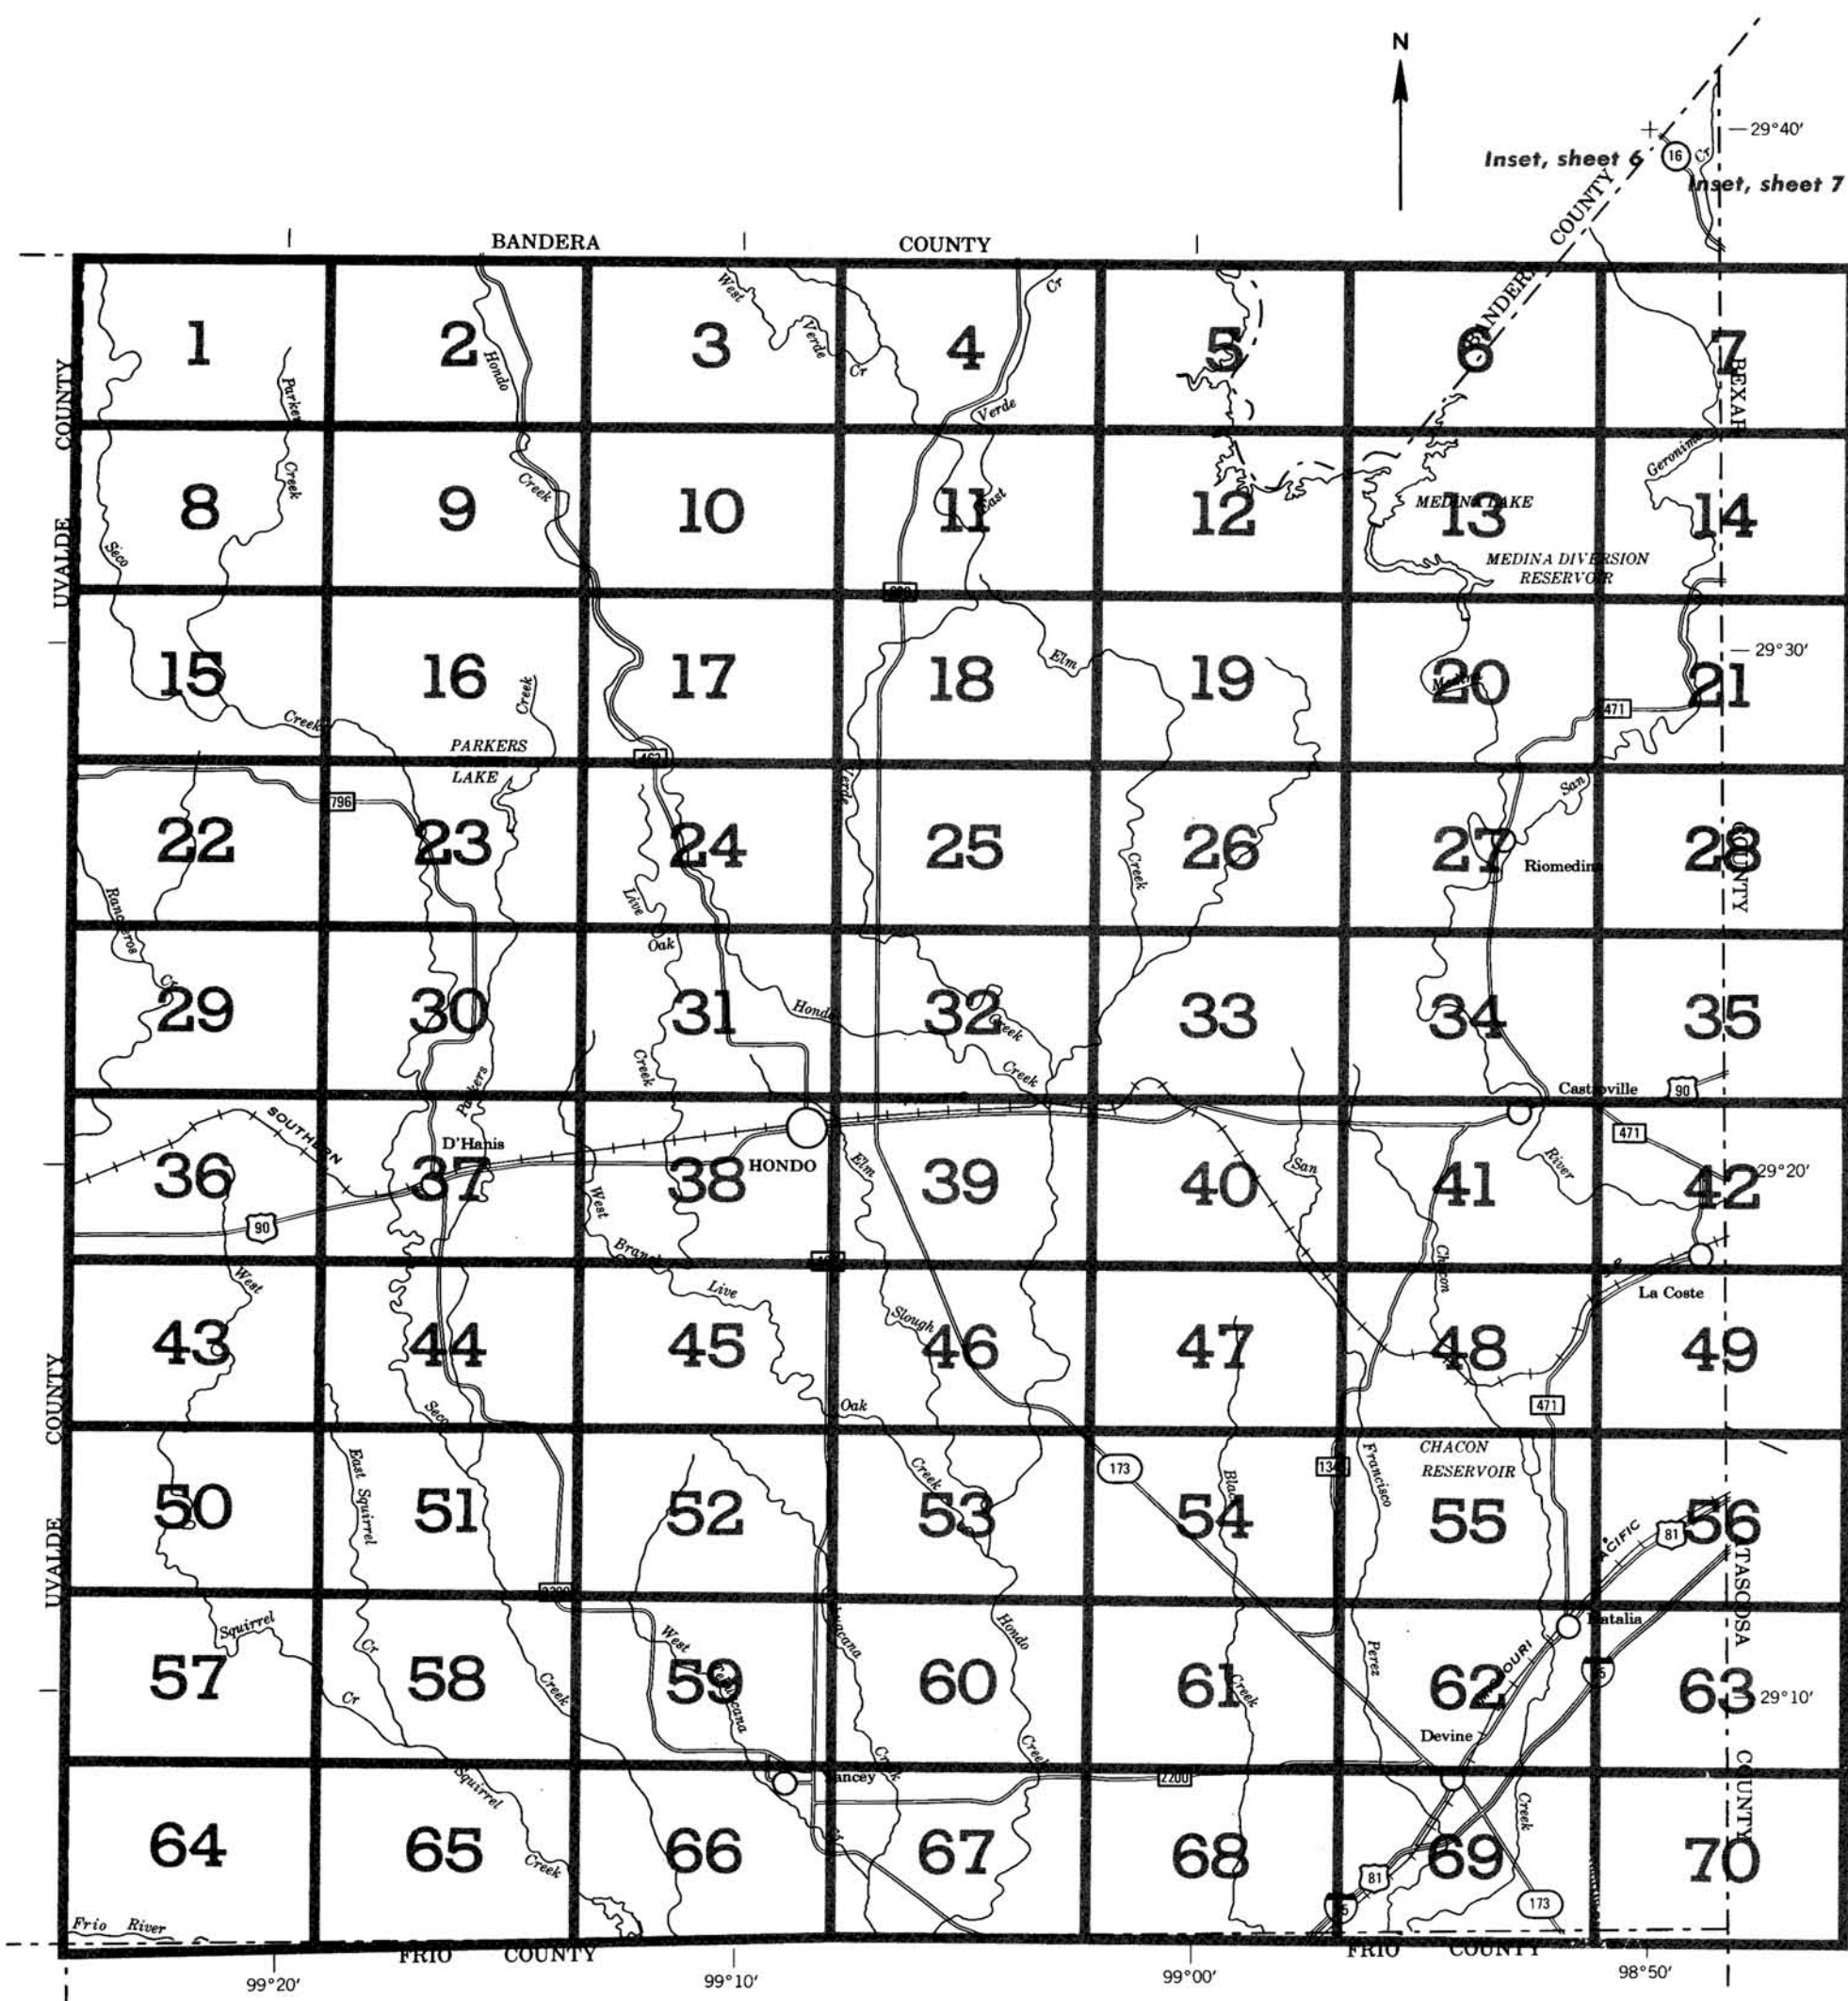 N
29°40'
Inset, sheet 6
16
Cr
Inset, sheet 7
COUNTY
BANDERA COUNTY
West
Cr
1
2
3
4
5
6
7
Hondo
Verde
Cr
Parker
Verde
BEXAR
COUNTY
UVALDE
Creek
Creek
Geronimo
8
9
10
11
12
13
14
East
MEDINA LAKE
Seco
MEDINA DIVERSION
RESERVOIR
29°30'
Elm
15
16
17
18
19
20
21
Creek
Medina
471
Creek
PARKERS
LAKE
462
Verde
796
San
22
23
24
25
26
27
28
COUNTY
Riomedina
Creek
Rancheros
Live
Oak
Cr
29
30
31
32
33
34
35
Hondo
Creek
Creek
Creek
Parkers
Castroville
90
PACIFIC
SOUTHERN
D'Hanis
HONDO
471
Elm
San
River
29°20'
36
37
38
39
40
41
42
West
90
Branch
Chacon
West
Live
La Coste
Slough
43
44
45
46
47
48
49
COUNTY
Seco
Oak
471
East Squirrel
Creek
173
Francisco
CHACON
RESERVOIR
50
51
52
53
54
55
56
Black
81
PACIFIC
UVALDE
ATASCOSA
2200
Natalia
Squirrel
Cr
West
Hondo
Perez
57
58
59
60
61
62
63
Cr
Creek
Creek
29°10'
Devine
Creek
COUNTY
Squirrel
Yancey
2200
Creek
64
65
66
67
68
69
70
Creek
81
173
Frio River
FRIO COUNTY
FRIO COUNTY
99°20'
99°10'
99°00'
98°50'